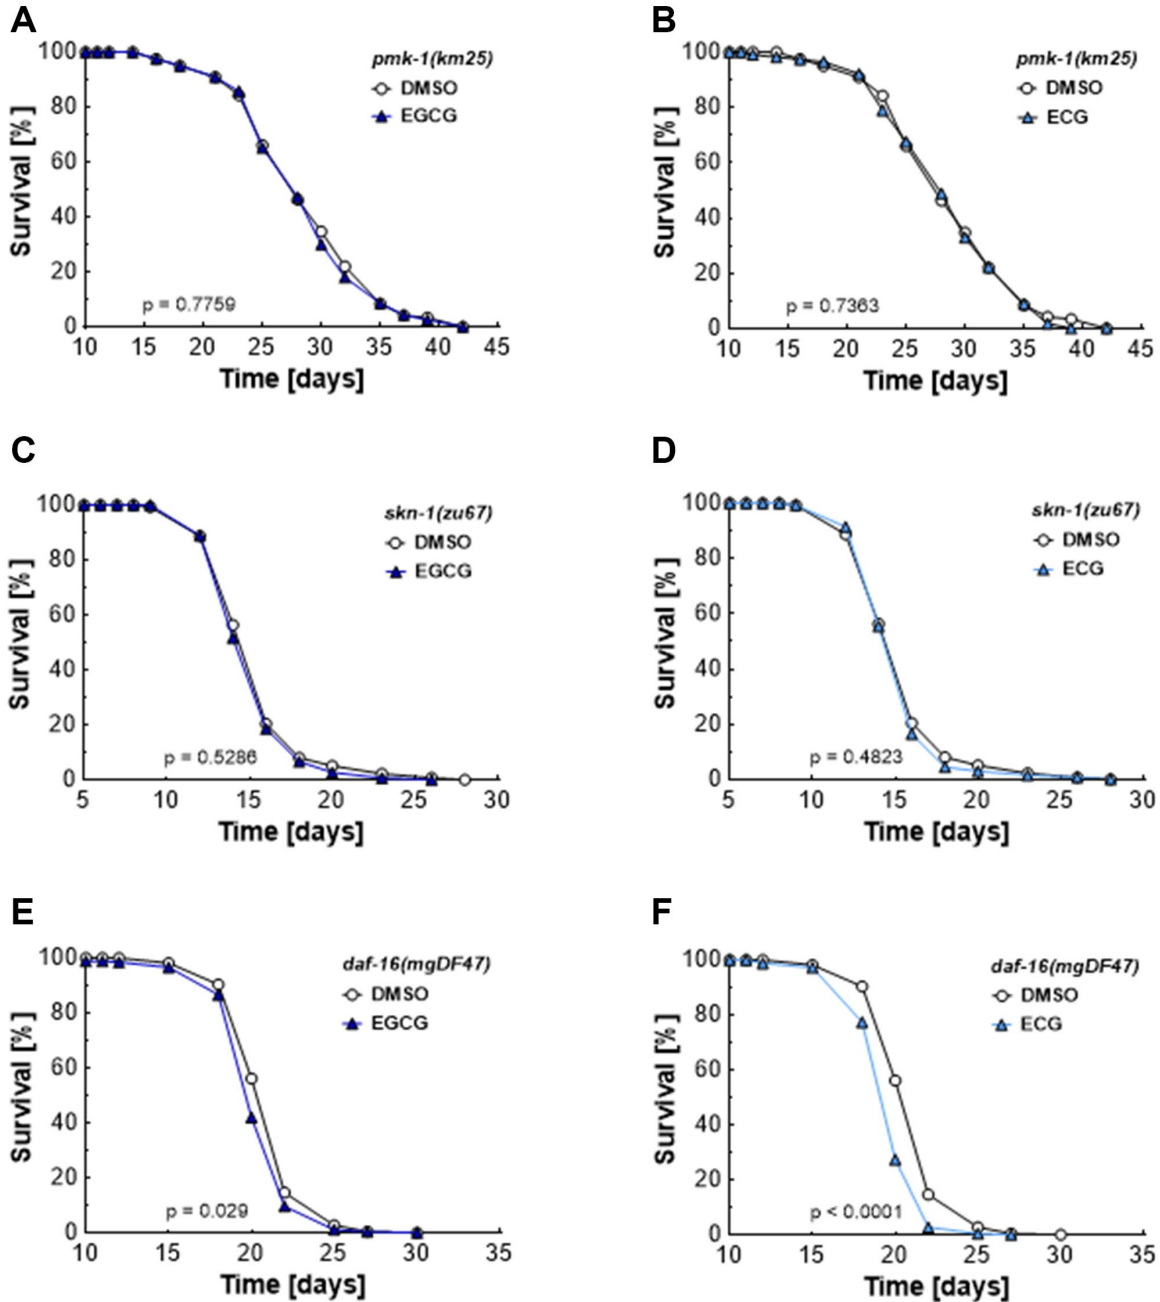 A
pmk-1(km25)
DMSO
EGCG
Survival [%]
100
80
60
40
20
0
p = 0.7759
10 15 20 25 30 35 40 45
Time [days]
B
pmk-1(km25)
DMSO
ECG
Survival [%]
100
80
60
40
20
0
p = 0.7363
10 15 20 25 30 35 40 45
Time [days]
C
skn-1(zu67)
DMSO
EGCG
Survival [%]
100
80
60
40
20
0
p = 0.5286
5 10 15 20 25 30
Time [days]
D
skn-1(zu67)
DMSO
ECG
Survival [%]
100
80
60
40
20
0
p = 0.4823
5 10 15 20 25 30
Time [days]
E
daf-16(mgDF47)
DMSO
EGCG
Survival [%]
100
80
60
40
20
0
p = 0.029
10 15 20 25 30 35
Time [days]
F
daf-16(mgDF47)
DMSO
ECG
Survival [%]
100
80
60
40
20
0
p < 0.0001
10 15 20 25 30 35
Time [days]